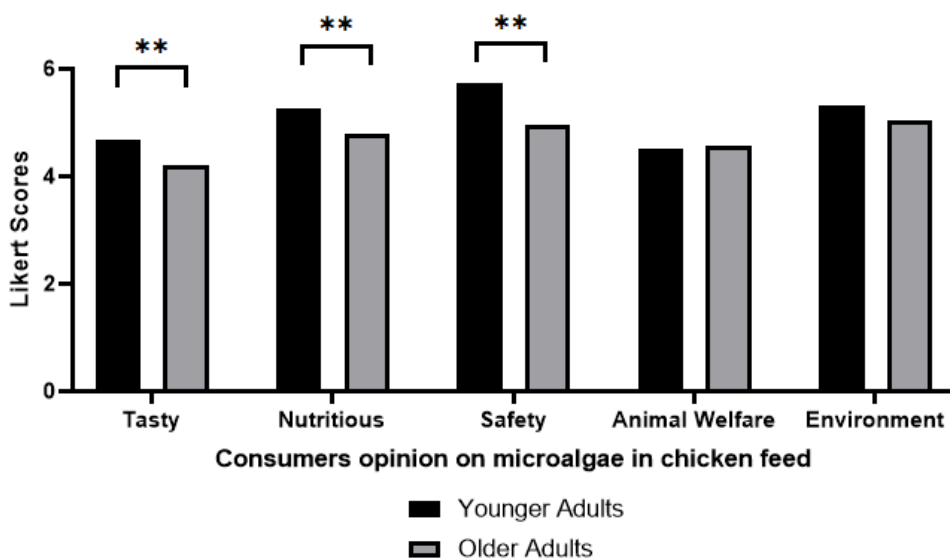 ** ** **
6
4
2
0
Likert Scores
Tasty Nutritious Safety Animal Welfare Environment
Consumers opinion on microalgae in chicken feed
Younger Adults
Older Adults